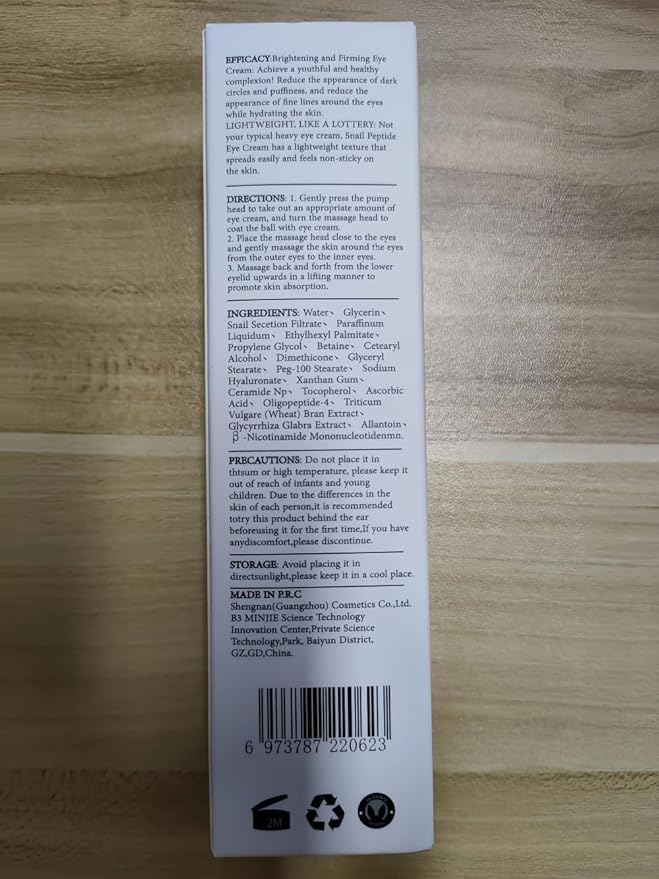 EFFICACY:Brightening and Firming Eye
Cream: Achieve a youthful and healthy
complexion! Reduce the appearance of dark
circles and puffiness, and reduce the
appearance of fine lines around the eyes
while hydrating the skin.
LIGHTWEIGHT, LIKE A LOTTERY: Not
your typical heavy eye cream, Snail Peptide
Eye Cream has a lightweight texture that
spreads easily and feels non-sticky on
the skin.
DIRECTIONS: 1. Gently press the pump
head to take out an appropriate amount of
eye cream, and turn the massage head to
coat the ball with eye cream.
2. Place the massage head close to the eyes
and gently massage the skin around the eyes
from the outer eyes to the inner eyes.
3. Massage back and forth from the lower
eyelid upwards in a lifting manner to
promote skin absorption.
INGREDIENTS: Water、 Glycerin、
Snail Secetion Filtrate、 Paraffinum
Liquidum、 Ethylhexyl Palmitate、
Propylene Glycol、 Betaine、 Cetearyl
Alcohol、 Dimethicone、 Glyceryl
Stearate、 Peg-100 Stearate、 Sodium
Hyaluronate、 Xanthan Gum、
Ceramide Np、 Tocopherol、 Ascorbic
Acid、 Oligopeptide-4、 Triticum
Vulgare (Wheat) Bran Extract、
Glycyrrhiza Glabra Extract、 Allantoin、
β -Nicotinamide Mononucleotidenmn.
PRECAUTIONS: Do not place it in
thtsum or high temperature, please keep it
out of reach of infants and young
children. Due to the differences in the
skin of each person,it is recommended
totry this product behind the ear
beforeusing it for the first time,If you have
anydiscomfort,please discontinue.
STORAGE: Avoid placing it in
directsunlight,please keep it in a cool place.
MADE IN P.R.C
Shengnan(Guangzhou) Cosmetics Co.,Ltd.
B3 MINJIE Science Technology
Innovation Center,Private Science
Technology,Park, Baiyun District,
GZ,GD,China.
6 973787 220623
2M